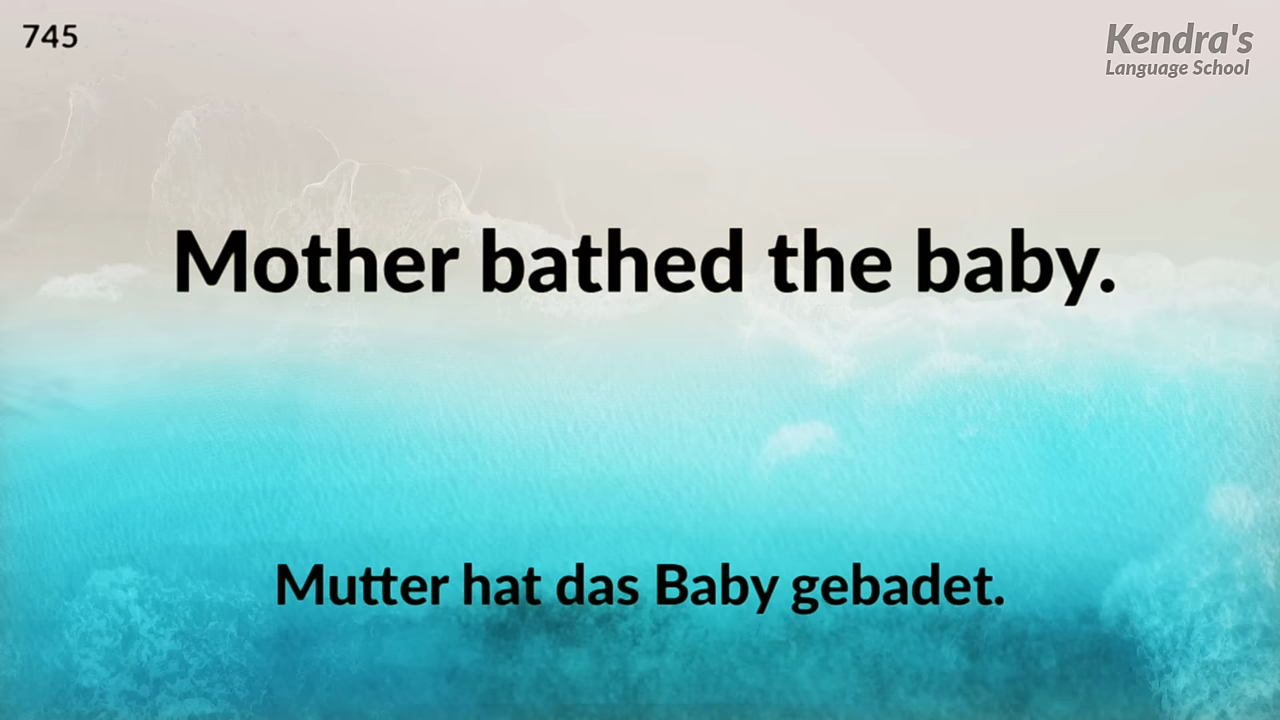 745
Kendra's
Language School
Mother bathed the baby.
Mutter hat das Baby gebadet.